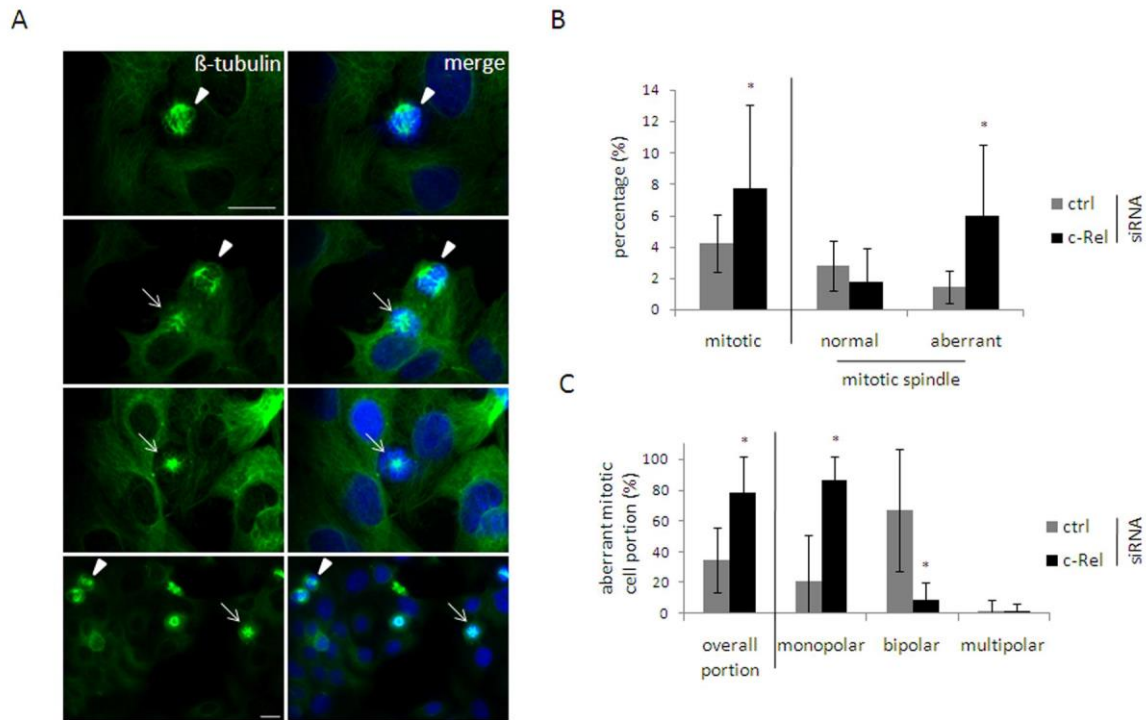 A
ß-tubulin
merge
B
percentage (%)
14
12
10
8
6
4
2
0
*
*
mitotic
normal
aberrant
mitotic spindle
ctrl
c-Rel
siRNA
C
aberrant mitotic
cell portion (%)
100
80
60
40
20
0
*
*
*
overall
portion
monopolar
bipolar
multipolar
ctrl
c-Rel
siRNA